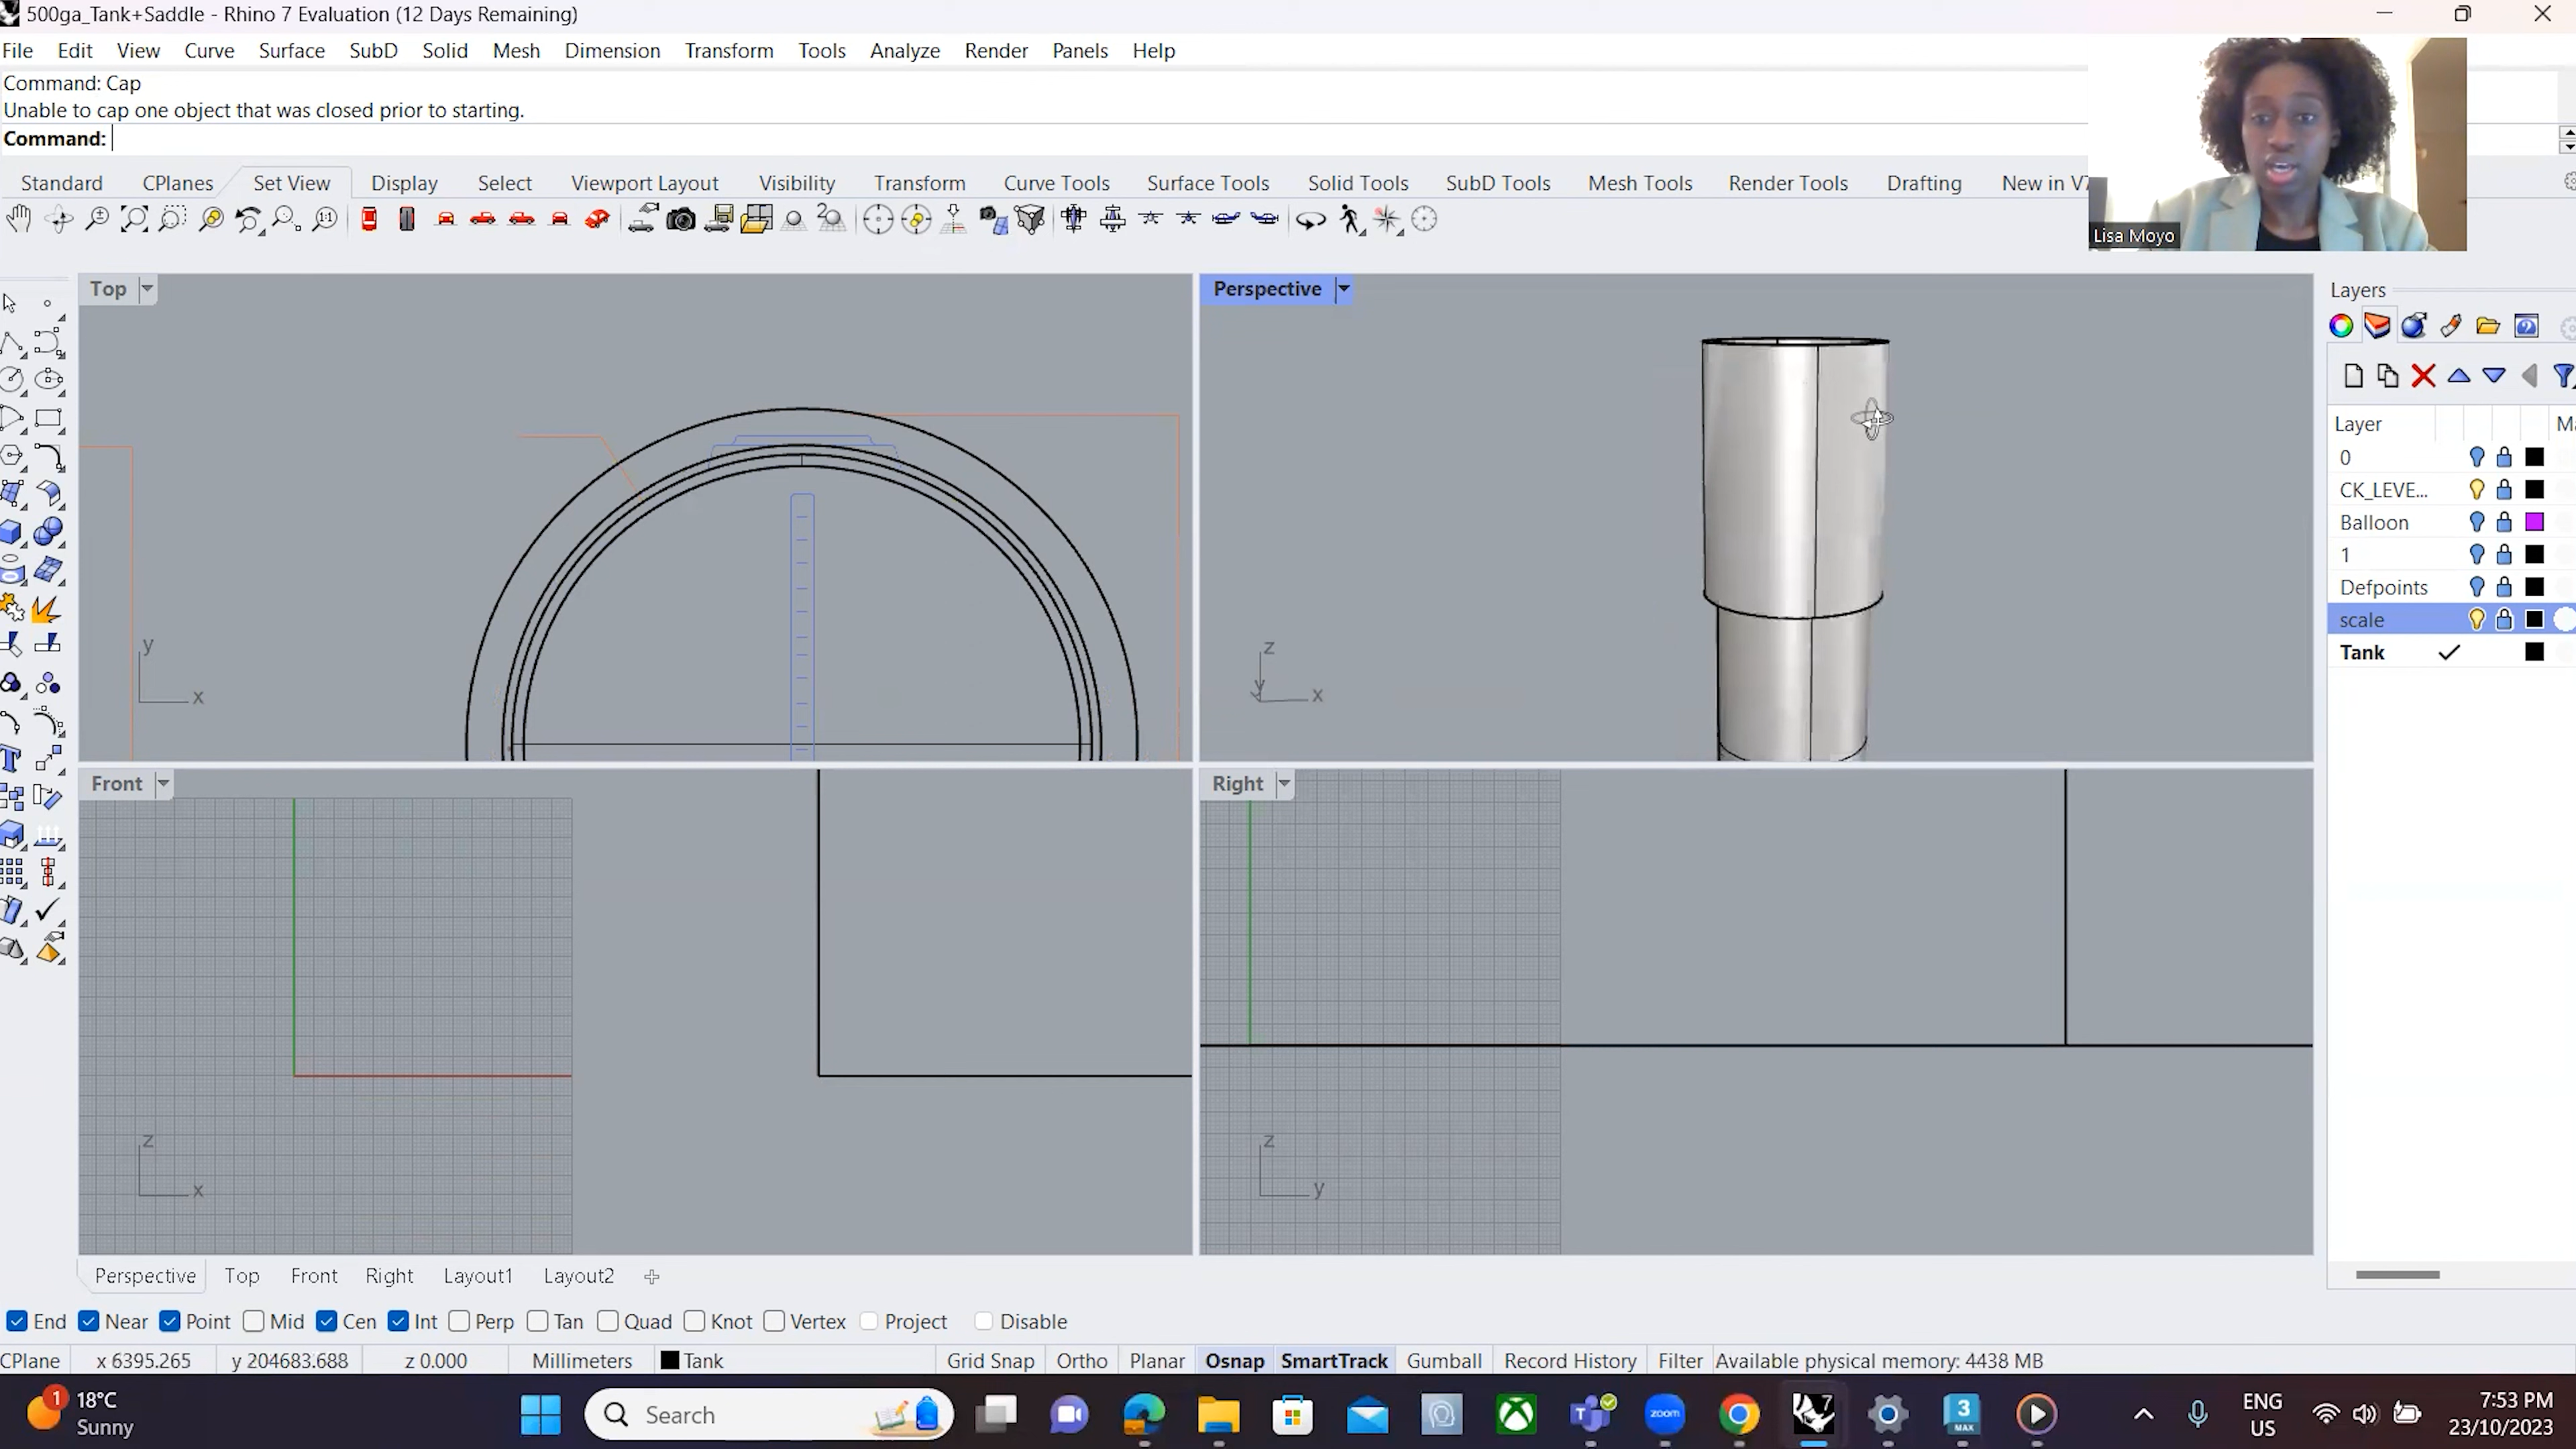 500ga_Tank+Saddle - Rhino 7 Evaluation (12 Days Remaining)
File Edit View Curve Surface SubD Solid Mesh Dimension Transform Tools Analyze Render Panels Help
Command: Cap
Unable to cap one object that was closed prior to starting.
Command:
Standard CPlanes Set View Display Select Viewport Layout Visibility Transform Curve Tools Surface Tools Solid Tools SubD Tools Mesh Tools Render Tools Drafting New in V7
Lisa Moyo
Top
Perspective
Layers
Layer
0
CK_LEVE...
Balloon
1
Defpoints
scale
Tank
y
x
z
y
x
Front
Right
z
x
z
y
Perspective Top Front Right Layout1 Layout2
End Near Point Mid Cen Int Perp Tan Quad Knot Vertex Project Disable
CPlane x 6395.265 y 204683.688 z 0.000 Millimeters Tank Grid Snap Ortho Planar Osnap SmartTrack Gumball Record History Filter Available physical memory: 4438 MB
1
18°C
Sunny
Search
zoom
7
3
MAX
ENG
US
7:53 PM
23/10/2023